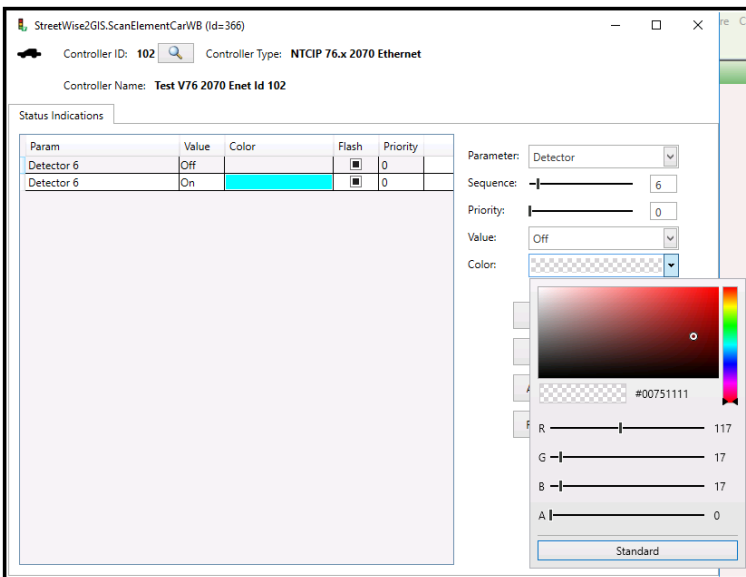 StreetWise2GIS.ScanElementCarWB (Id=366)
Controller ID: 102 Controller Type: NTCIP 76.x 2070 Ethernet
Controller Name: Test V76 2070 Enet Id 102
Status Indications
Param Value Color Flash Priority
Detector 6 Off 0
Detector 6 On 0
Parameter: Detector
Sequence: 6
Priority: 0
Value: Off
Color:
#00751111
R 117
G 17
B 17
A 0
Standard